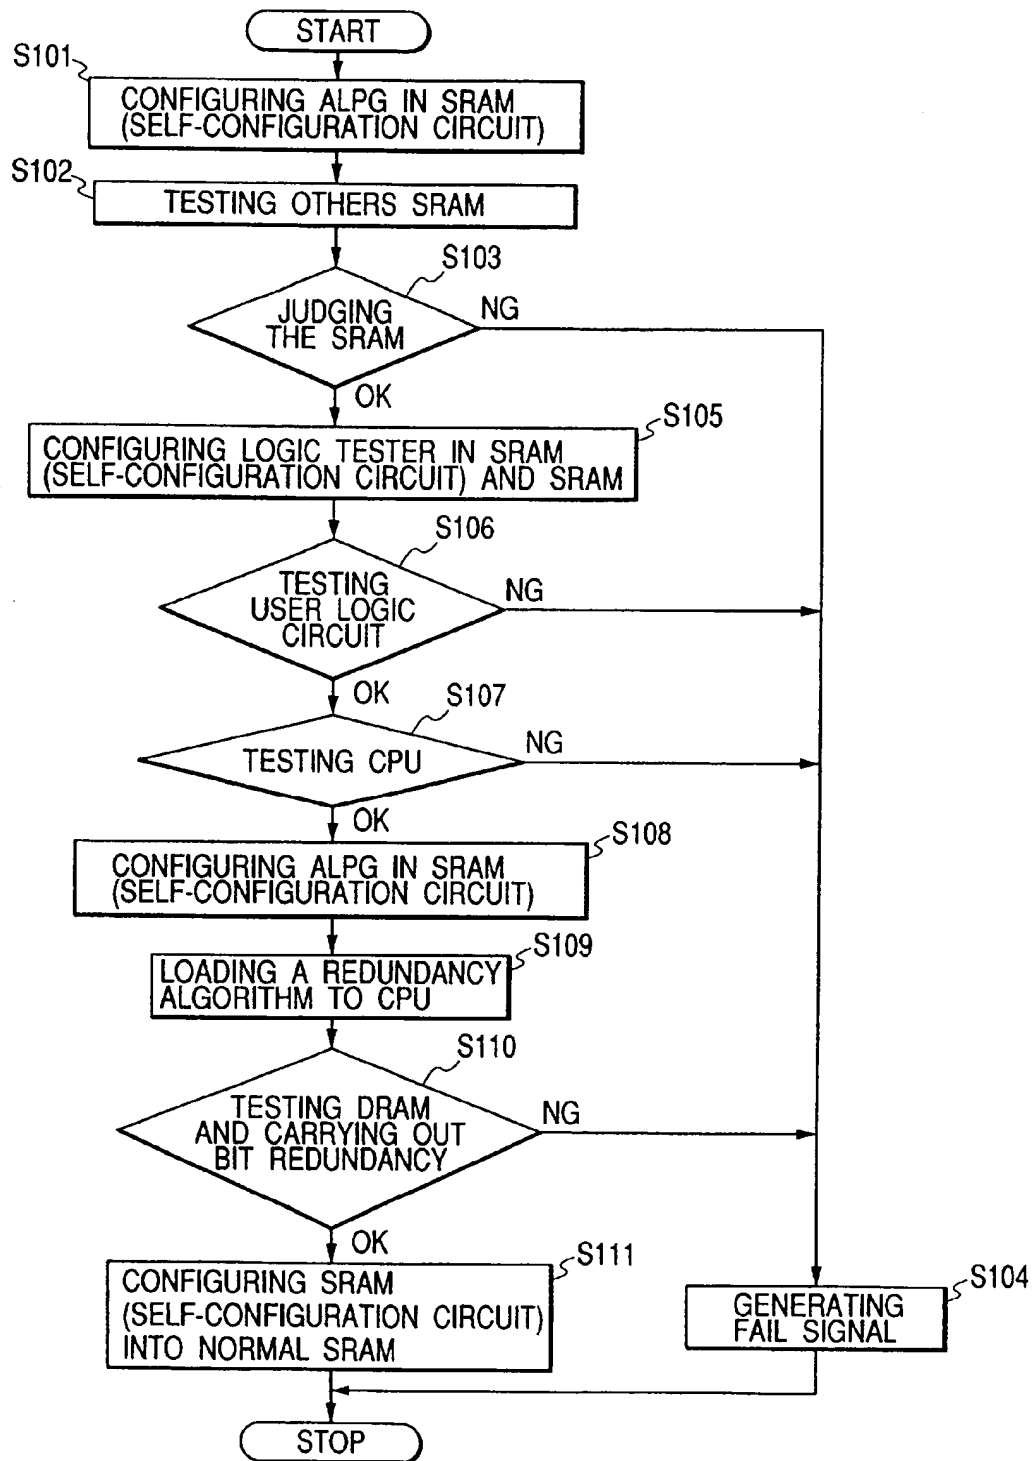 START
S101
CONFIGURING ALPG IN SRAM
(SELF-CONFIGURATION CIRCUIT)
S102
TESTING OTHERS SRAM
S103
JUDGING
THE SRAM
NG
OK
S105
CONFIGURING LOGIC TESTER IN SRAM
(SELF-CONFIGURATION CIRCUIT) AND SRAM
S106
TESTING
USER LOGIC
CIRCUIT
NG
OK
S107
TESTING CPU
NG
OK
S108
CONFIGURING ALPG IN SRAM
(SELF-CONFIGURATION CIRCUIT)
S109
LOADING A REDUNDANCY
ALGORITHM TO CPU
S110
TESTING DRAM
AND CARRYING OUT
BIT REDUNDANCY
NG
OK
S111
CONFIGURING SRAM
(SELF-CONFIGURATION CIRCUIT)
INTO NORMAL SRAM
S104
GENERATING
FAIL SIGNAL
STOP